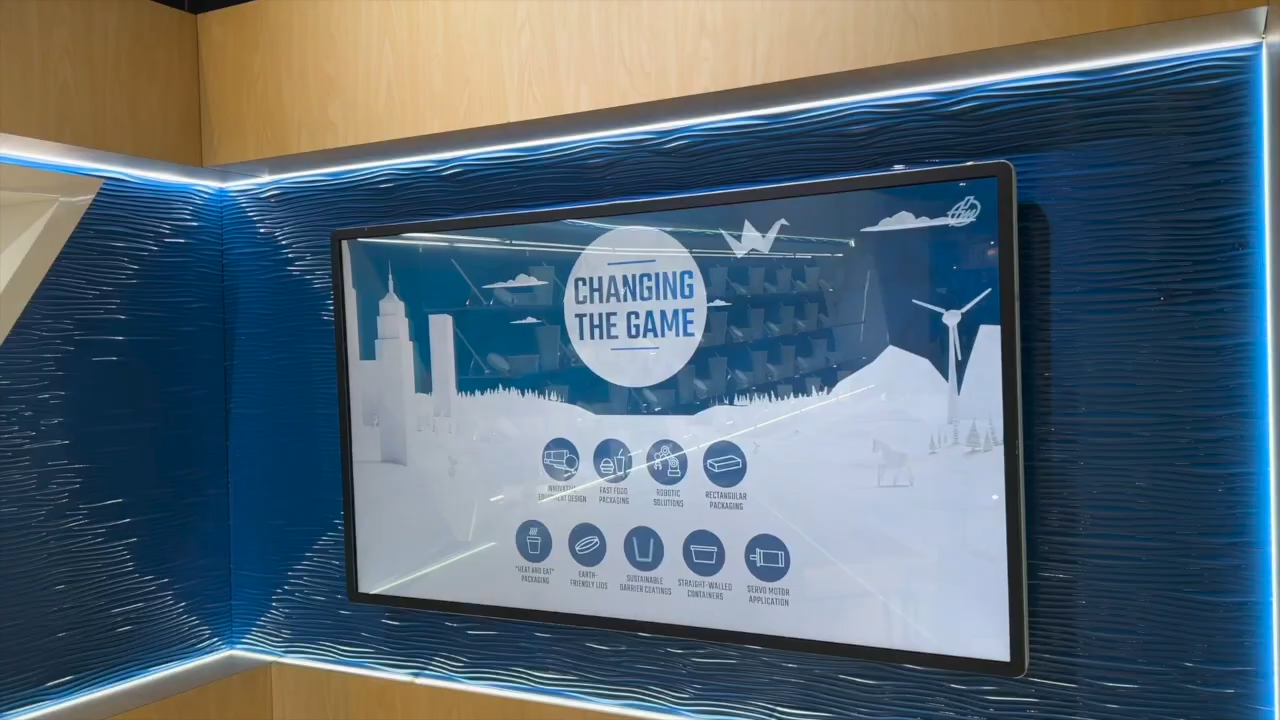 CHANGING
THE GAME
INNOVATIVE
EQUIPMENT DESIGN
FAST FOOD
PACKAGING
ROBOTIC
SOLUTIONS
RECTANGULAR
PACKAGING
"HEAT AND EAT"
PACKAGING
EARTH-
FRIENDLY LIDS
SUSTAINABLE
BARRIER COATINGS
STRAIGHT-WALLED
CONTAINERS
SERVO MOTOR
APPLICATION